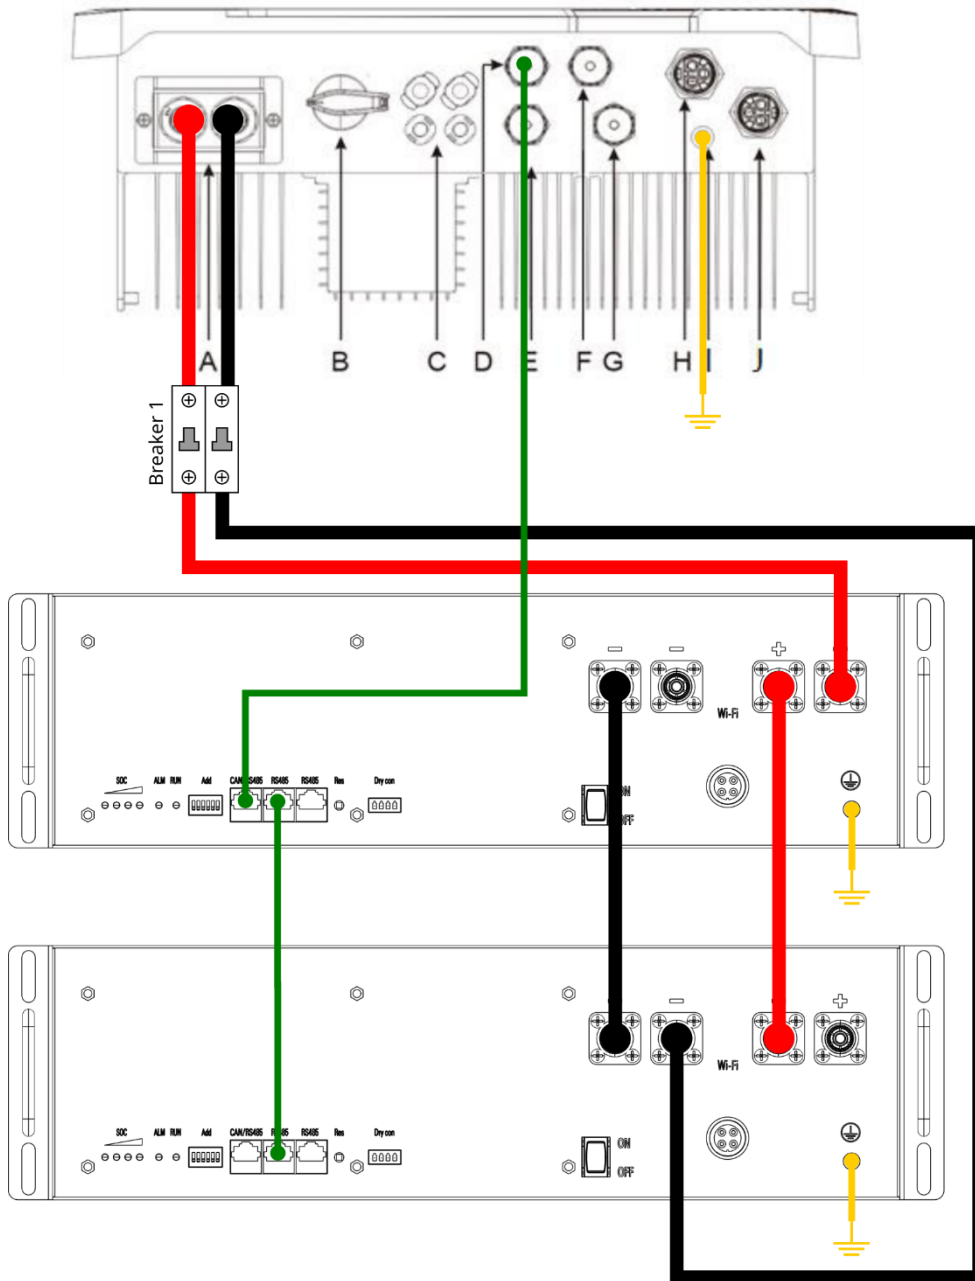 A B C D E F G H I J
Breaker 1
− − +
Wi-Fi
SOC ALM RUN Add CAN/RS485 RS485 RS485 Res Dry con
ON
OFF
− +
Wi-Fi
SOC ALM RUN Add CAN/RS485 RS485 RS485 Res Dry con
ON
OFF